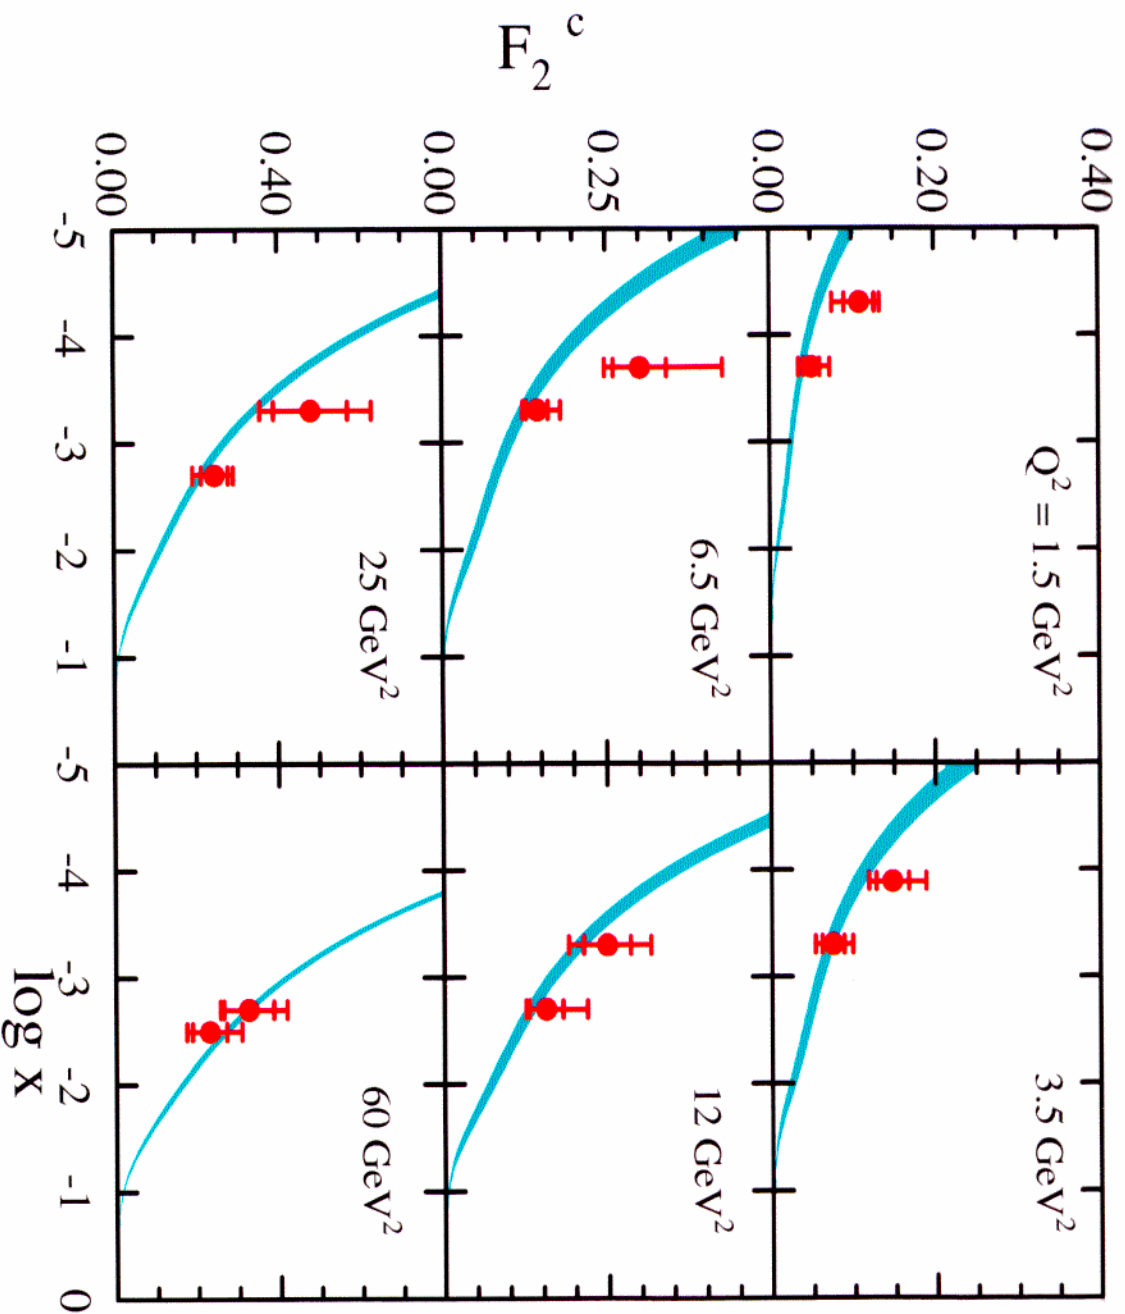 F₂ᶜ
0.40
0.20
0.00
0.25
0.00
0.40
0.00
Q² = 1.5 GeV²
3.5 GeV²
6.5 GeV²
12 GeV²
25 GeV²
60 GeV²
-5 -4 -3 -2 -1 -5 -4 -3 -2 -1 0
log x